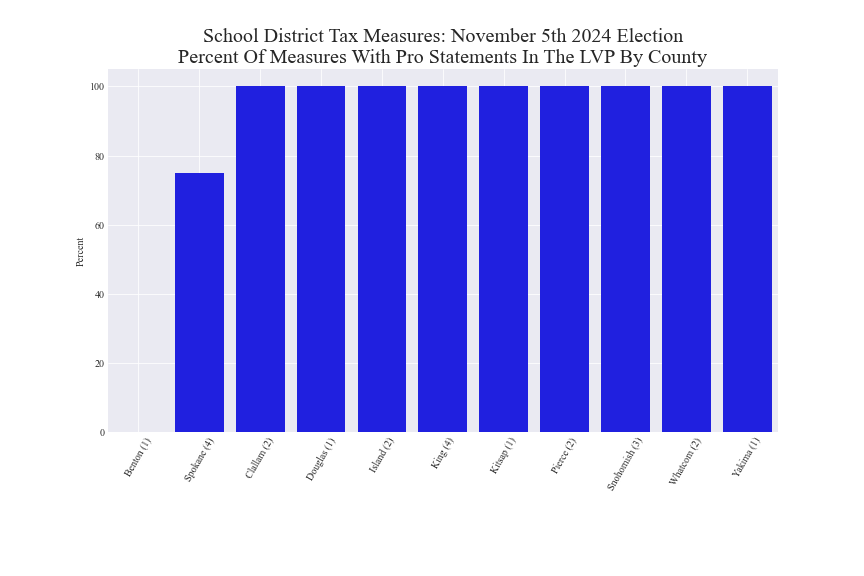 School District Tax Measures: November 5th 2024 Election
Percent Of Measures With Pro Statements In The LVP By County
100
80
60
40
20
0
Percent
Benton (1)
Spokane (4)
Clallam (2)
Douglas (1)
Island (2)
King (4)
Kitsap (1)
Pierce (2)
Snohomish (3)
Whatcom (2)
Yakima (1)